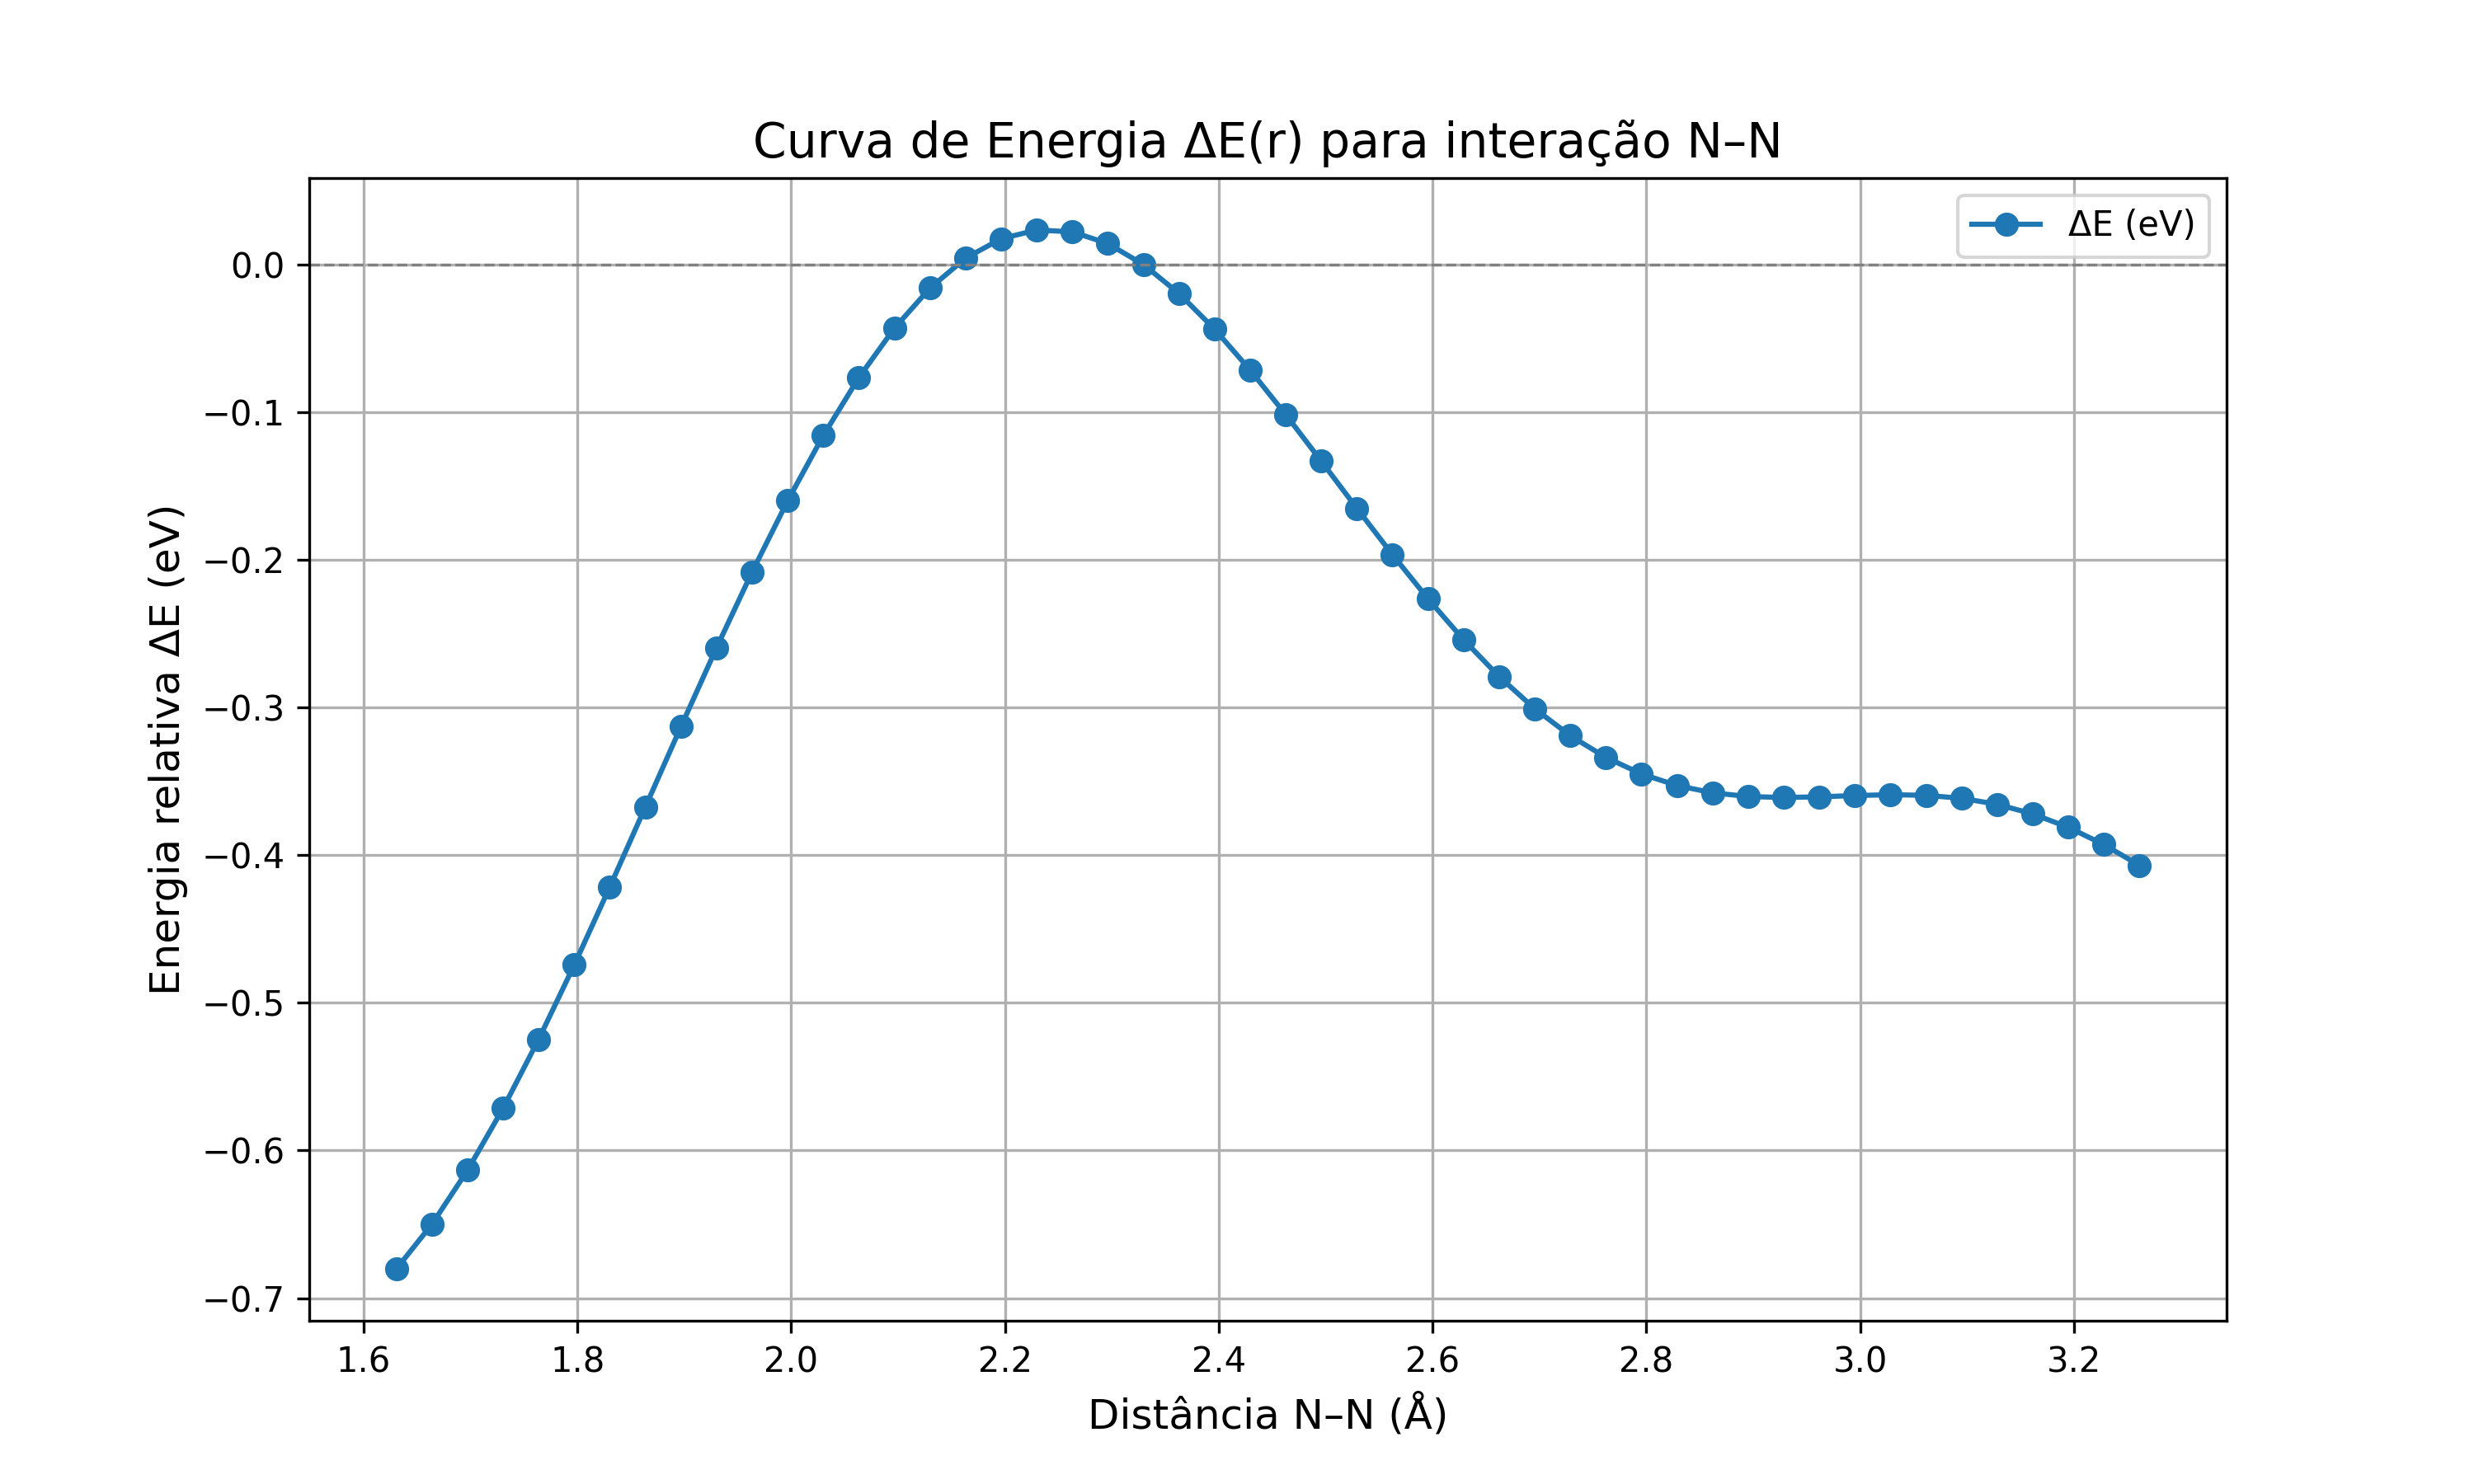 Curva de Energia ΔE(r) para interação N–N
ΔE (eV)
Energia relativa ΔE (eV)
0.0
−0.1
−0.2
−0.3
−0.4
−0.5
−0.6
−0.7
1.6 1.8 2.0 2.2 2.4 2.6 2.8 3.0 3.2
Distância N–N (Å)